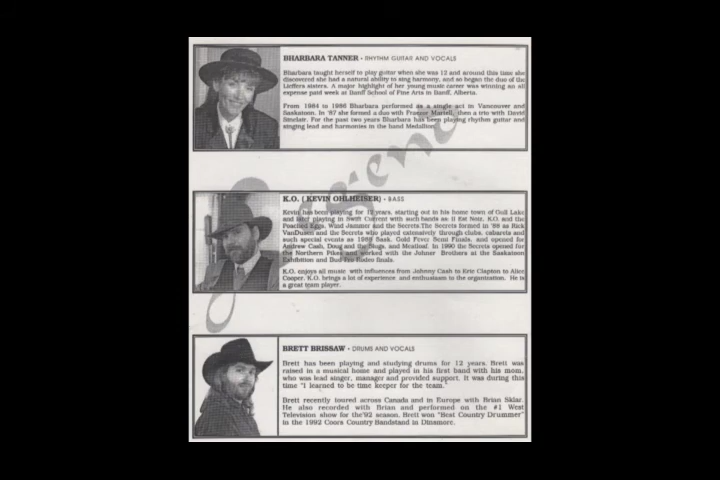 BHARBARA TANNER • RHYTHM GUITAR AND VOCALS
Bharbara taught herself to play guitar when she was 12 and around this time she
discovered she had a natural ability to sing harmony, and so began the duo of the
Lieffers sisters. A major highlight of her young music career was winning an all
expense paid week at Banff School of Fine Arts in Banff, Alberta.
From 1984 to 1986 Bharbara performed as a single act in Vancouver and
Saskatoon. In '87 she formed a duo with Fraser Martell, then a trio with David
Sinclair. For the past two years Bharbara has been playing rhythm guitar and
singing lead and harmonies in the band Medallion.
Legend
K.O. (KEVIN OHLHEISER) • BASS
Kevin has been playing for 15 years, starting out in his home town of Gull Lake
and later playing in Swift Current with such bands as: II Est Noir, K.O. and the
Poached Eggs, Wind Jammer and the Secrets. The Secrets formed in '88 as Rick
VanDusen and the Secrets who played extensively through clubs, cabarets and
such special events as 1989 Sask. Gold Fever Semi Finals, and opened for
Andrew Cash, Doug and the Slugs, and Meatloaf. In 1990 the Secrets opened for
the Northern Pikes and worked with the Johner Brothers at the Saskatoon
Exhibition and Bud Pro Rodeo finals.
K.O. enjoys all music with influences from Johnny Cash to Eric Clapton to Alice
Cooper. K.O. brings a lot of experience and enthusiasm to the organization. He is
a great team player.
BRETT BRISSAW • DRUMS AND VOCALS
Brett has been playing and studying drums for 12 years. Brett was
raised in a musical home and played in his first band with his mom,
who was lead singer, manager and provided support. It was during this
time "I learned to be time keeper for the team."
Brett recently toured across Canada and in Europe with Brian Sklar.
He also recorded with Brian and performed on the #1 West
Television show for the '92 season. Brett won "Best Country Drummer"
in the 1992 Coors Country Bandstand in Dinsmore.